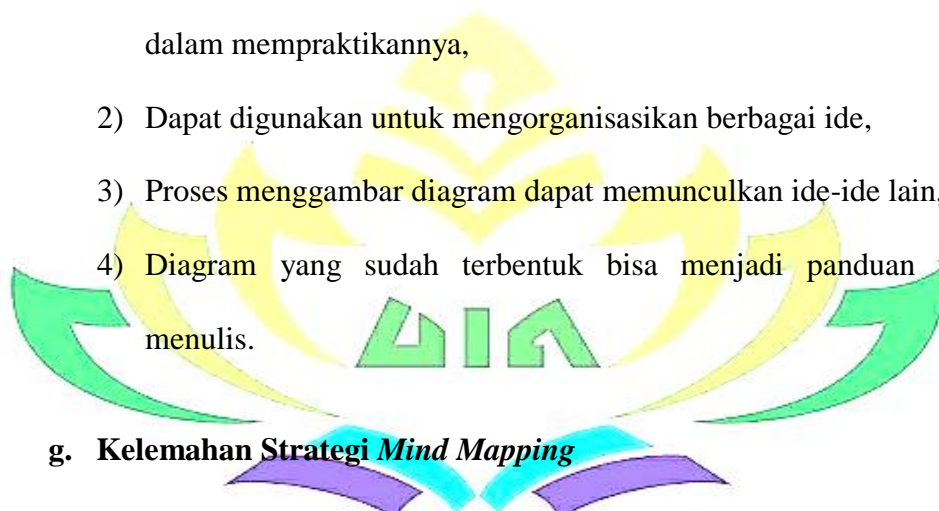 dalam mempraktikannya,
2) Dapat digunakan untuk mengorganisasikan berbagai ide,
3) Proses menggambar diagram dapat memunculkan ide-ide lain,
4) Diagram yang sudah terbentuk bisa menjadi panduan
menulis.
UIN
g. Kelemahan Strategi Mind Mapping